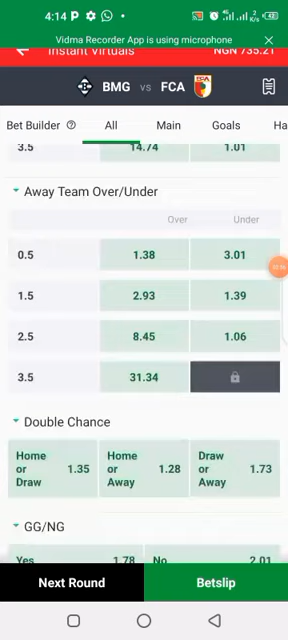 4:14 P
4G 2 K/s 43
Vidma Recorder App is using microphone
Instant Virtuals NGN 735.21
BMG vs FCA
Bet Builder All Main Goals Ha
3.5 14.74 1.01
Away Team Over/Under
Over Under
0.5 1.38 3.01
1.5 2.93 1.39
2.5 8.45 1.06
3.5 31.34
Double Chance
Home or Draw 1.35
Home or Away 1.28
Draw or Away 1.73
GG/NG
Yes 1.78 No 2.01
Next Round Betslip